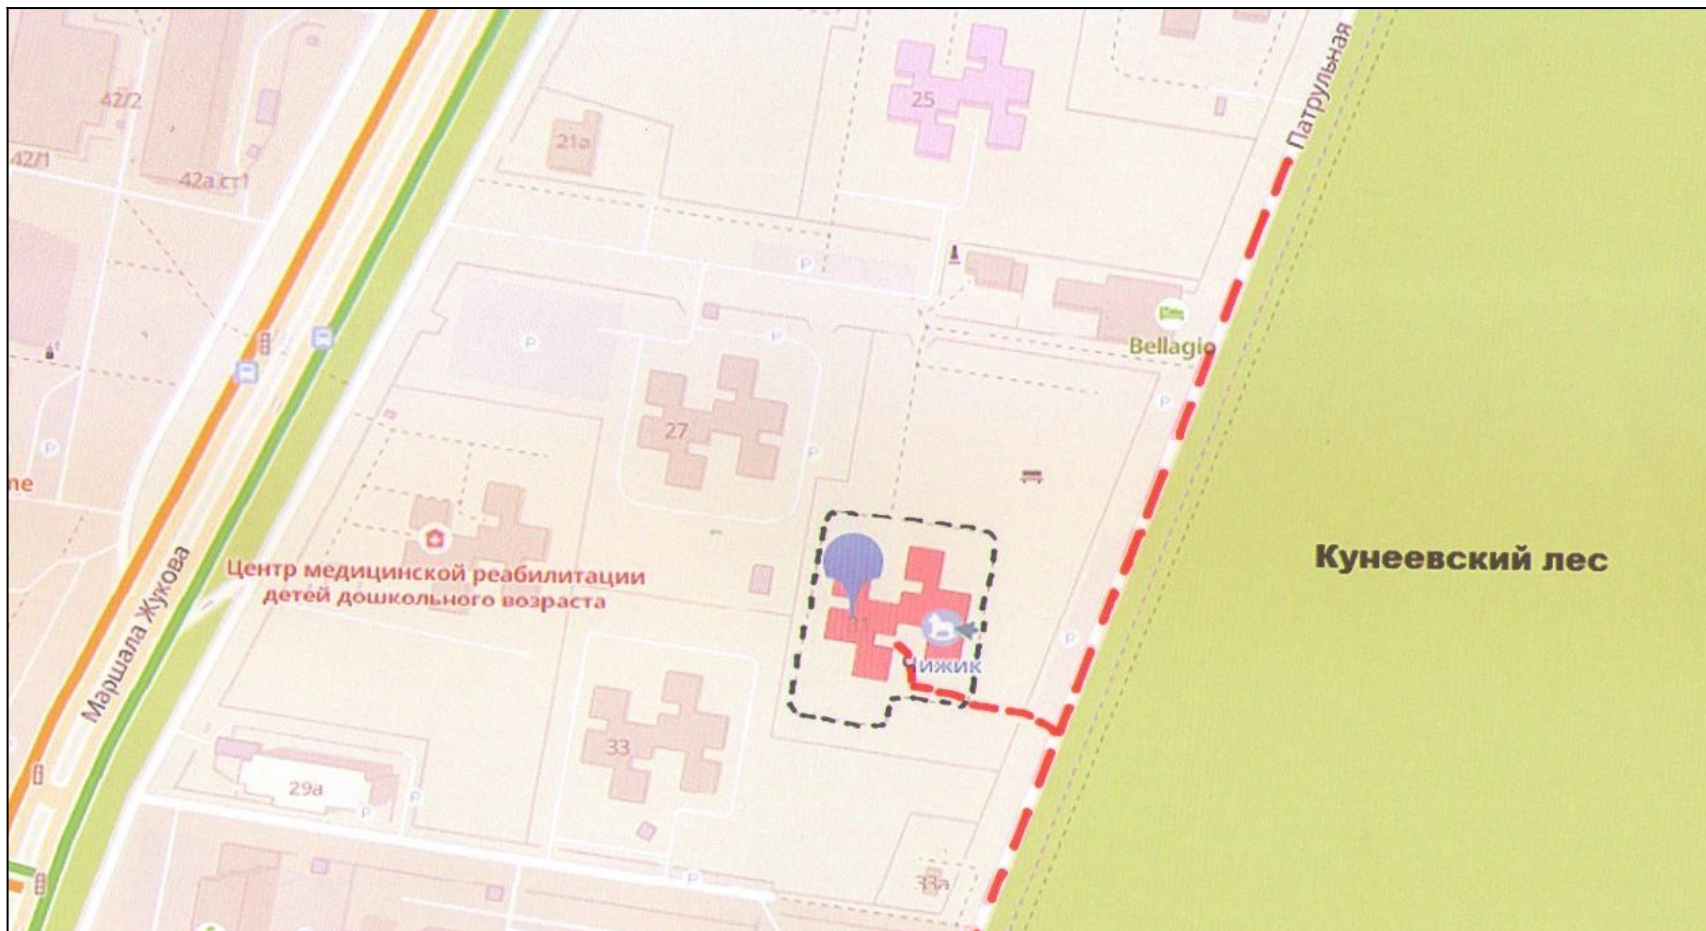 Патрульная
42/2
25
21а
42/1
42а ст1
P
Bellagio
P
P
P
27
P
P
Центр медицинской реабилитации
детей дошкольного возраста
Кунеевский лес
Маршала Жукова
P
Чижик
33
29а
P
P
P
33а